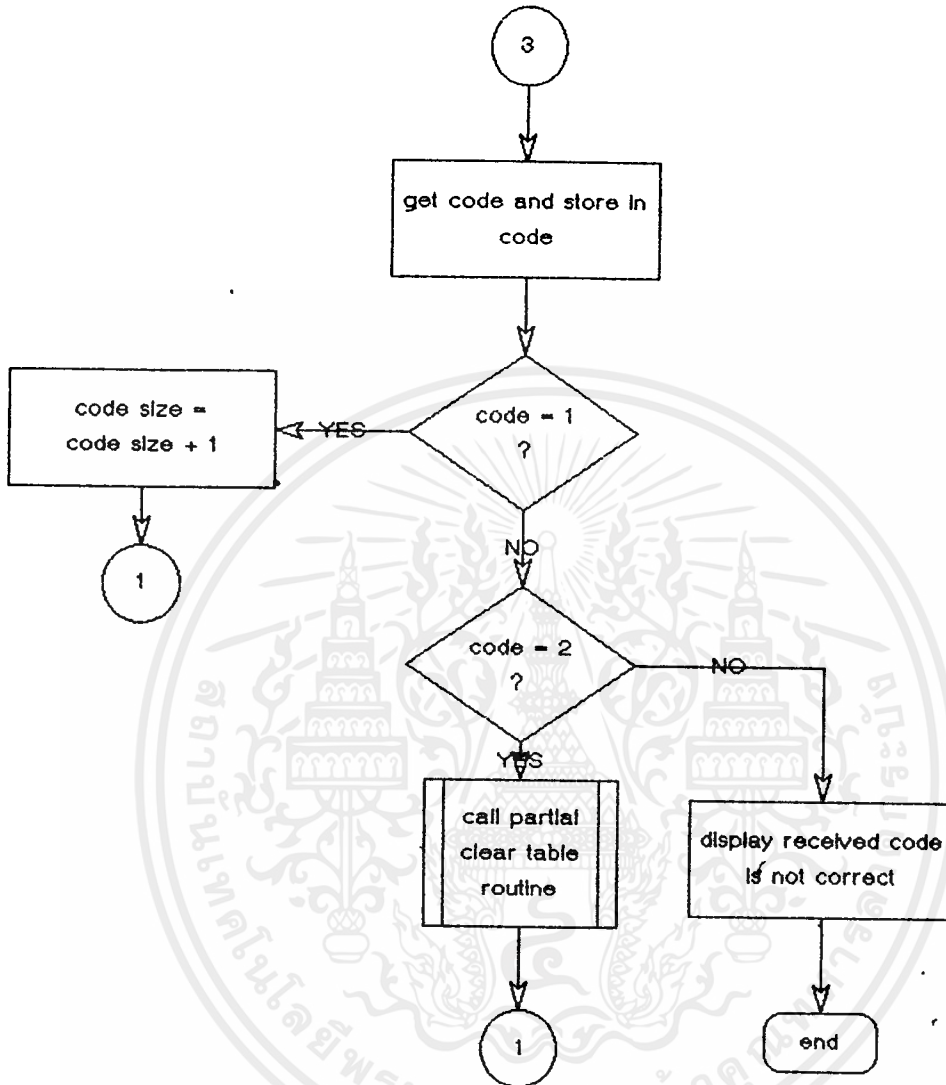 3
get code and store in
code
code size =
code size + 1
YES
code = 1
?
1
NO
code = 2
?
NO
YES
call partial
clear table
routine
display received code
is not correct
1
end